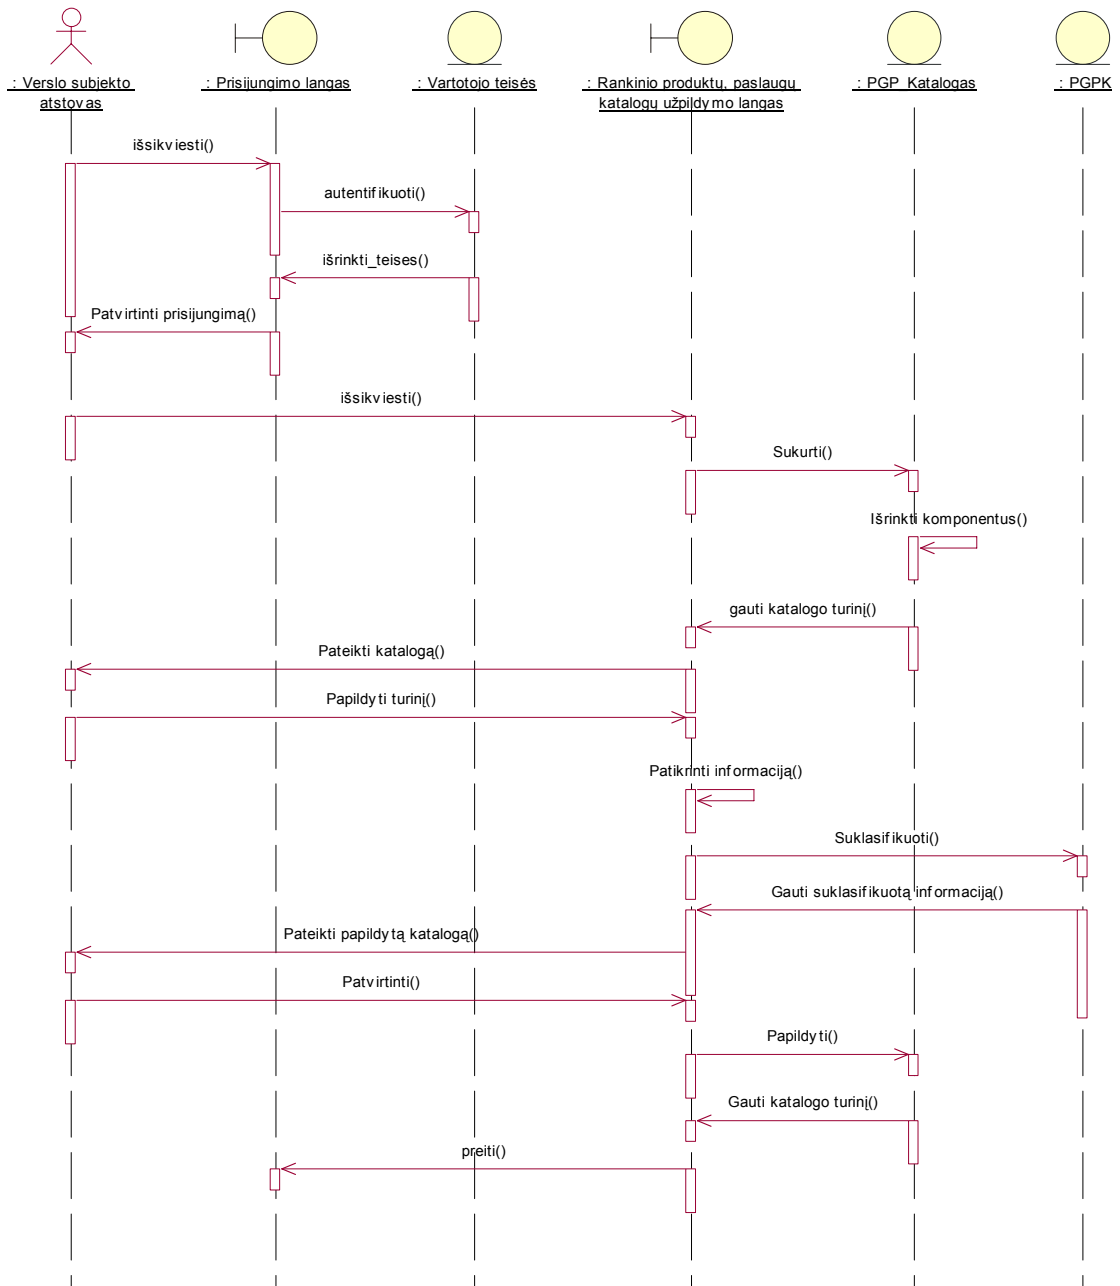 : Verslo subjekto
atstovas
: Prisijungimo langas
: Vartotojo teisės
: Rankinio produktų, paslaugų
katalogų užpildymo langas
: PGP_Katalogas
: PGPK
išsikviesti()
autentifikuoti()
išrinkti_teises()
Patvirtinti prisijungimą()
išsikviesti()
Sukurti()
Išrinkti komponentus()
gauti katalogo turinį()
Pateikti katalogą()
Papildyti turinį()
Patikrinti informaciją()
Suklasifikuoti()
Gauti suklasifikuotą informaciją()
Pateikti papildytą katalogą()
Patvirtinti()
Papildyti()
Gauti katalogo turinį()
preiti()